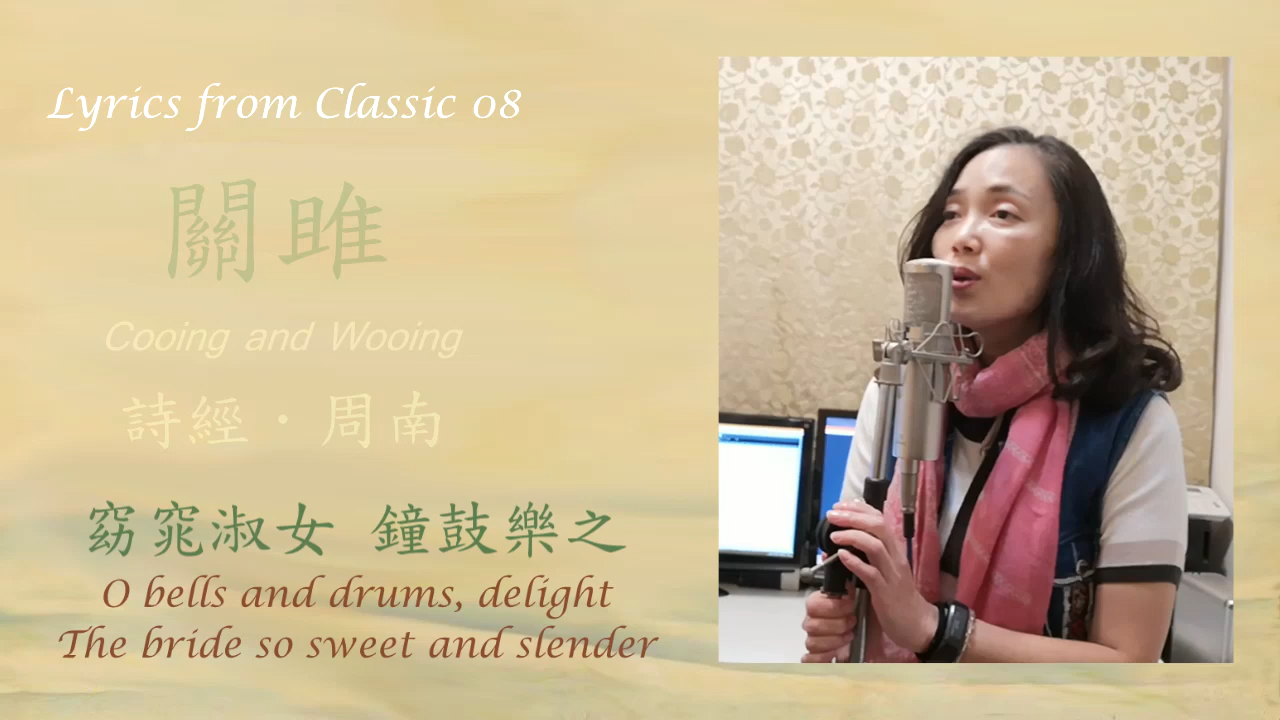 Lyrics from Classic 08
關雎
Cooing and Wooing
詩經·周南
窈窕淑女 鐘鼓樂之
O bells and drums, delight
The bride so sweet and slender